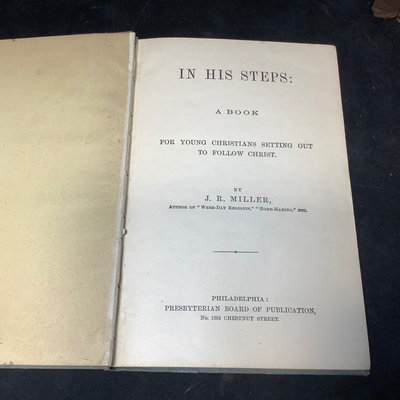 IN HIS STEPS:
A BOOK
FOR YOUNG CHRISTIANS SETTING OUT
TO FOLLOW CHRIST.
BY
J. R. MILLER,
AUTHOR OF "WEEK-DAY RELIGION," "HOME-MAKING," ETC.
PHILADELPHIA:
PRESBYTERIAN BOARD OF PUBLICATION,
No. 1334 CHESTNUT STREET.